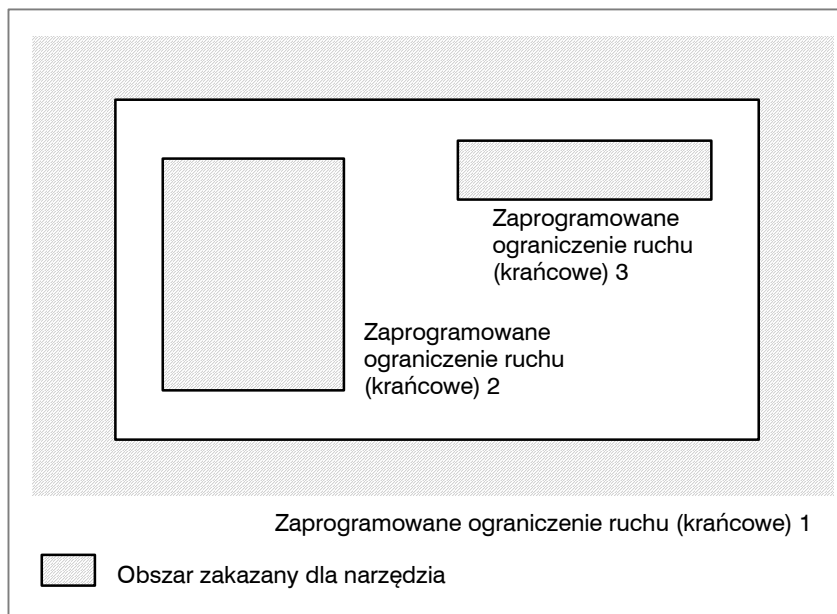 Zaprogramowane
ograniczenie ruchu
(krańcowe) 3
Zaprogramowane
ograniczenie ruchu
(krańcowe) 2
Zaprogramowane ograniczenie ruchu (krańcowe) 1
Obszar zakazany dla narzędzia